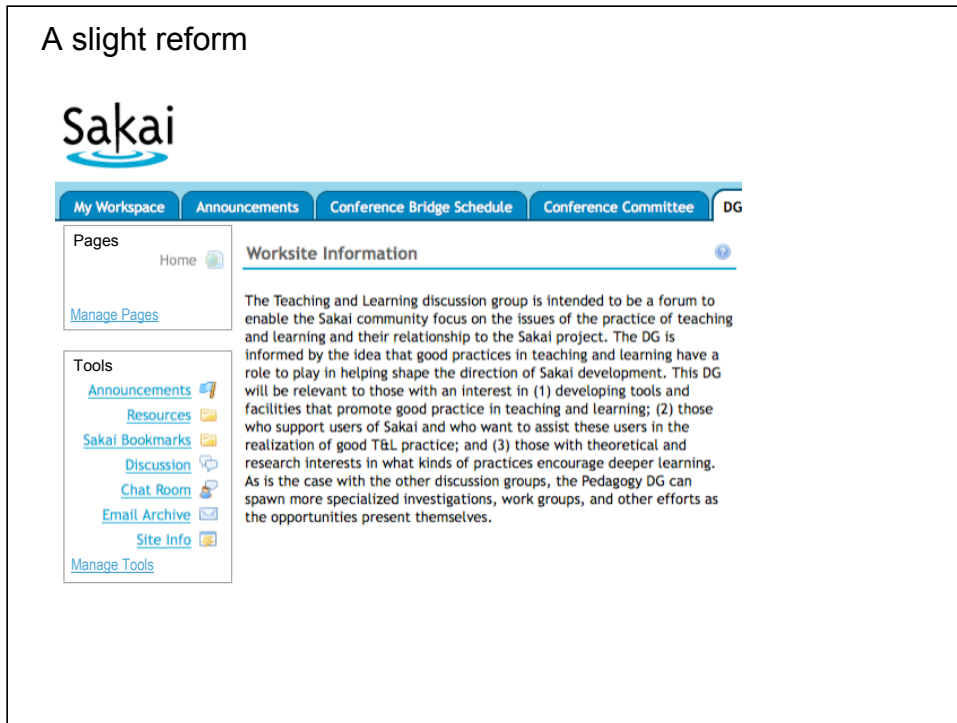 A slight reform
Sakai
My Workspace
Announcements
Conference Bridge Schedule
Conference Committee
DG
Pages
Home
Manage Pages
Tools
Announcements
Resources
Sakai Bookmarks
Discussion
Chat Room
Email Archive
Site Info
Manage Tools
Worksite Information
?
The Teaching and Learning discussion group is intended to be a forum to
enable the Sakai community focus on the issues of the practice of teaching
and learning and their relationship to the Sakai project. The DG is
informed by the idea that good practices in teaching and learning have a
role to play in helping shape the direction of Sakai development. This DG
will be relevant to those with an interest in (1) developing tools and
facilities that promote good practice in teaching and learning; (2) those
who support users of Sakai and who want to assist these users in the
realization of good T&L practice; and (3) those with theoretical and
research interests in what kinds of practices encourage deeper learning.
As is the case with the other discussion groups, the Pedagogy DG can
spawn more specialized investigations, work groups, and other efforts as
the opportunities present themselves.